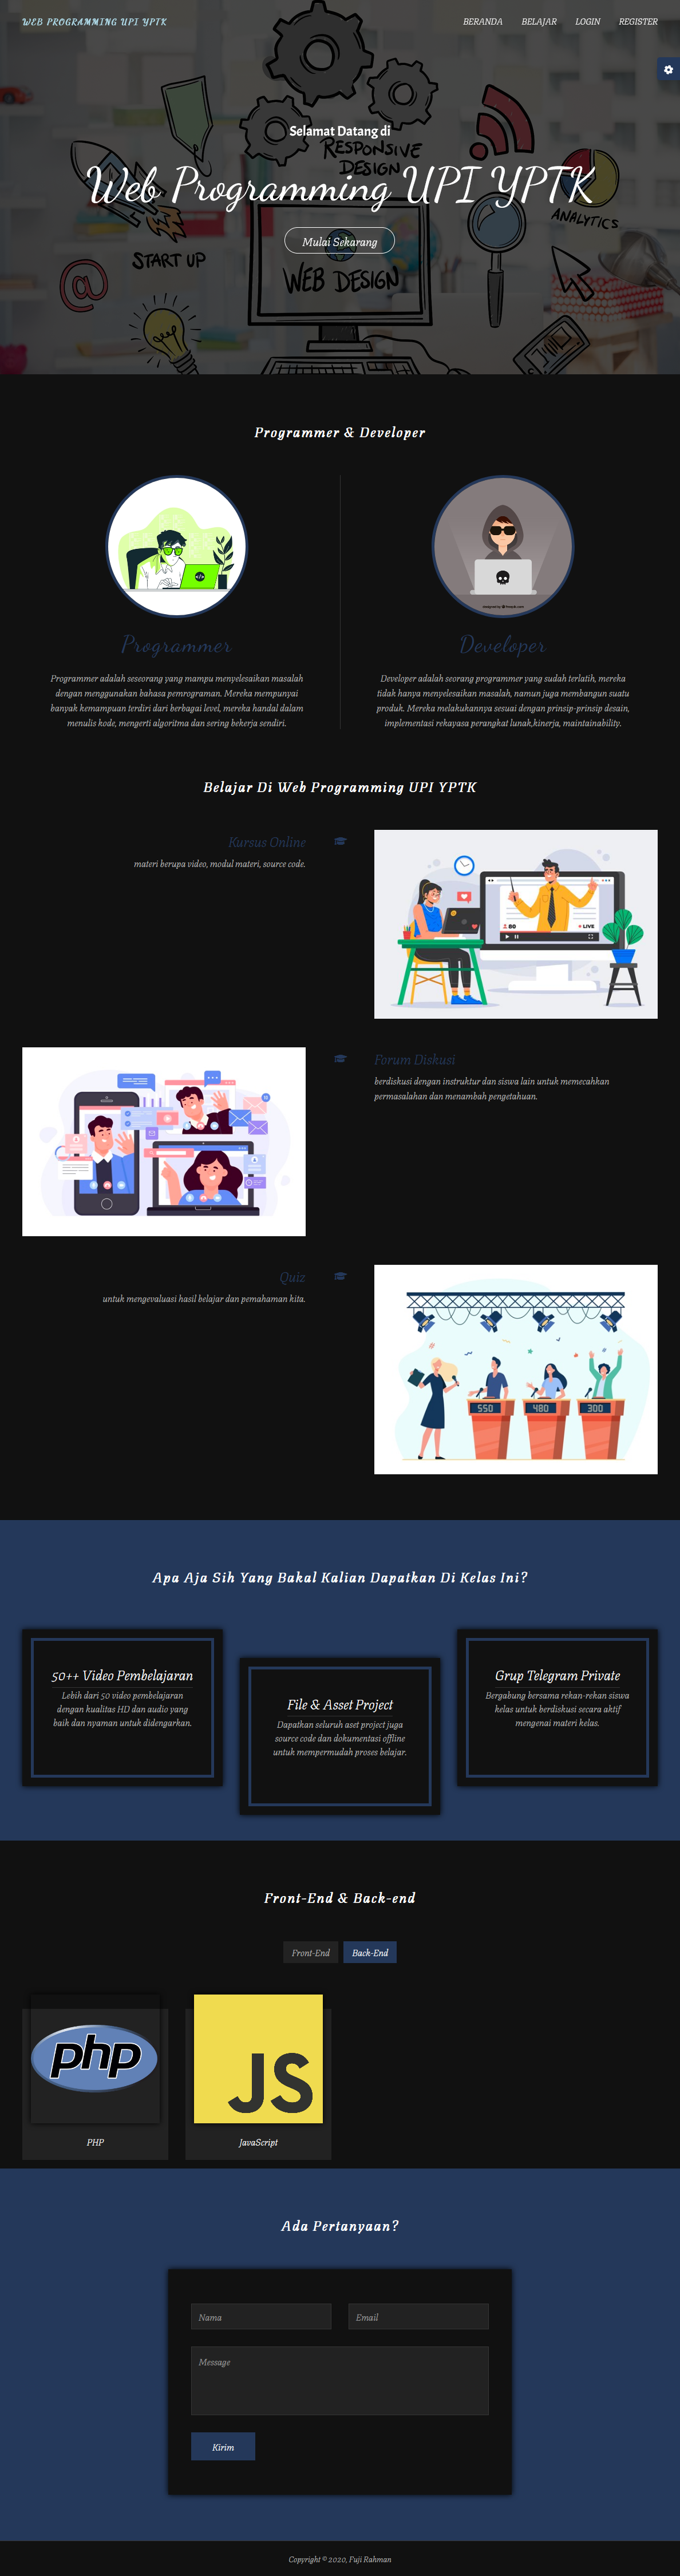 WEB PROGRAMMING UPI YPTK
BERANDA BELAJAR LOGIN REGISTER
Selamat Datang di
RESPONSIVE
DESIGN
Web Programming UPI YPTK
ANALYTICS
Mulai Sekarang
START UP
@
WEB DESIGN
Programmer & Developer
Programmer
Programmer adalah seseorang yang mampu menyelesaikan masalah
dengan menggunakan bahasa pemrograman. Mereka mempunyai
banyak kemampuan terdiri dari berbagai level, mereka handal dalam
menulis kode, mengerti algoritma dan sering bekerja sendiri.
Developer
Developer adalah seorang programmer yang sudah terlatih, mereka
tidak hanya menyelesaikan masalah, namun juga membangun suatu
produk. Mereka melakukannya sesuai dengan prinsip-prinsip desain,
implementasi rekayasa perangkat lunak,kinerja, maintainability.
Belajar Di Web Programming UPI YPTK
Kursus Online
materi berupa video, modul materi, source code.
80 LIVE
Forum Diskusi
berdiskusi dengan instruktur dan siswa lain untuk memecahkan
permasalahan dan menambah pengetahuan.
Quiz
untuk mengevaluasi hasil belajar dan pemahaman kita.
550 480 300
Apa Aja Sih Yang Bakal Kalian Dapatkan Di Kelas Ini?
50++ Video Pembelajaran
Lebih dari 50 video pembelajaran
dengan kualitas HD dan audio yang
baik dan nyaman untuk didengarkan.
File & Asset Project
Dapatkan seluruh aset project juga
source code dan dokumentasi offline
untuk mempermudah proses belajar.
Grup Telegram Private
Bergabung bersama rekan-rekan siswa
kelas untuk berdiskusi secara aktif
mengenai materi kelas.
Front-End & Back-end
Front-End Back-End
php
PHP
JS
JavaScript
Ada Pertanyaan?
Nama
Email
Message
Kirim
Copyright © 2020, Fuji Rahman